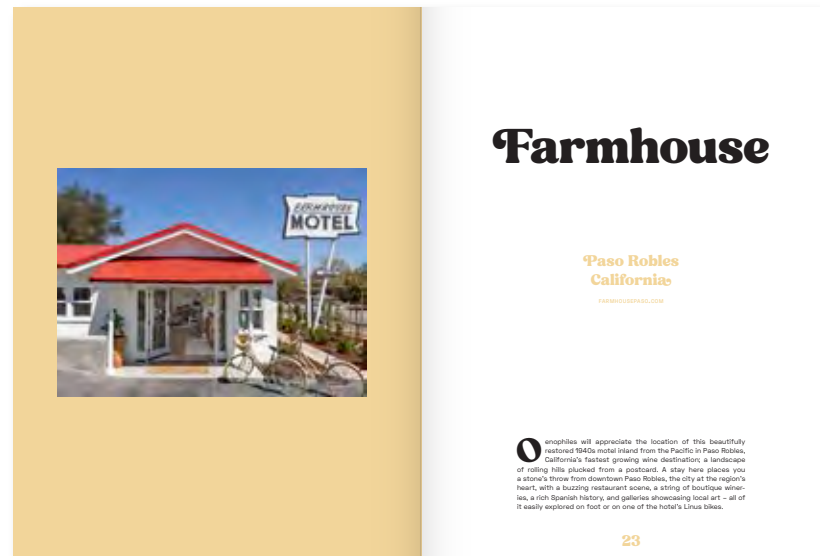 FARMHOUSE
MOTEL
Farmhouse
Paso Robles
California
FARMHOUSEPASO.COM
Oenophiles will appreciate the location of this beautifully
restored 1940s motel inland from the Pacific in Paso Robles,
California's fastest growing wine destination; a landscape
of rolling hills plucked from a postcard. A stay here places you
a stone's throw from downtown Paso Robles, the city at the region's
heart, with a buzzing restaurant scene, a string of boutique winer-
ies, a rich Spanish history, and galleries showcasing local art – all of
it easily explored on foot or on one of the hotel's Linus bikes.
23